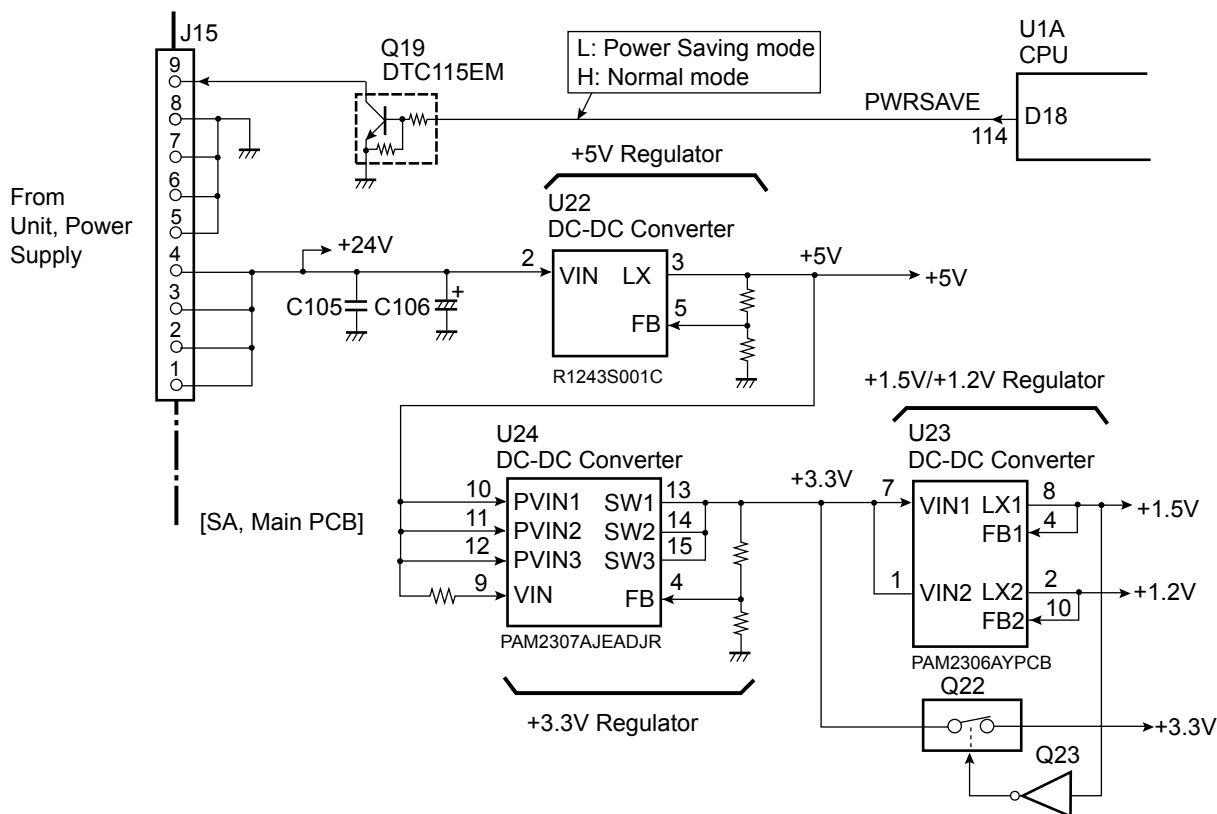 J15
9
8
7
6
5
4
3
2
1
From
Unit, Power
Supply
Q19
DTC115EM
L: Power Saving mode
H: Normal mode
U1A
CPU
PWRSAVE
D18
114
+5V Regulator
U22
DC-DC Converter
+24V
2
VIN
LX
3
+5V
+5V
C105
C106
+
FB
5
R1243S001C
+1.5V/+1.2V Regulator
U24
DC-DC Converter
U23
DC-DC Converter
10
PVIN1
SW1
13
+3.3V
7
VIN1
LX1
8
+1.5V
[SA, Main PCB]
11
PVIN2
SW2
14
FB1
4
12
PVIN3
SW3
15
9
VIN
FB
4
1
VIN2
LX2
2
+1.2V
FB2
10
PAM2307AJEADJR
PAM2306AYPCB
+3.3V Regulator
Q22
+3.3V
Q23